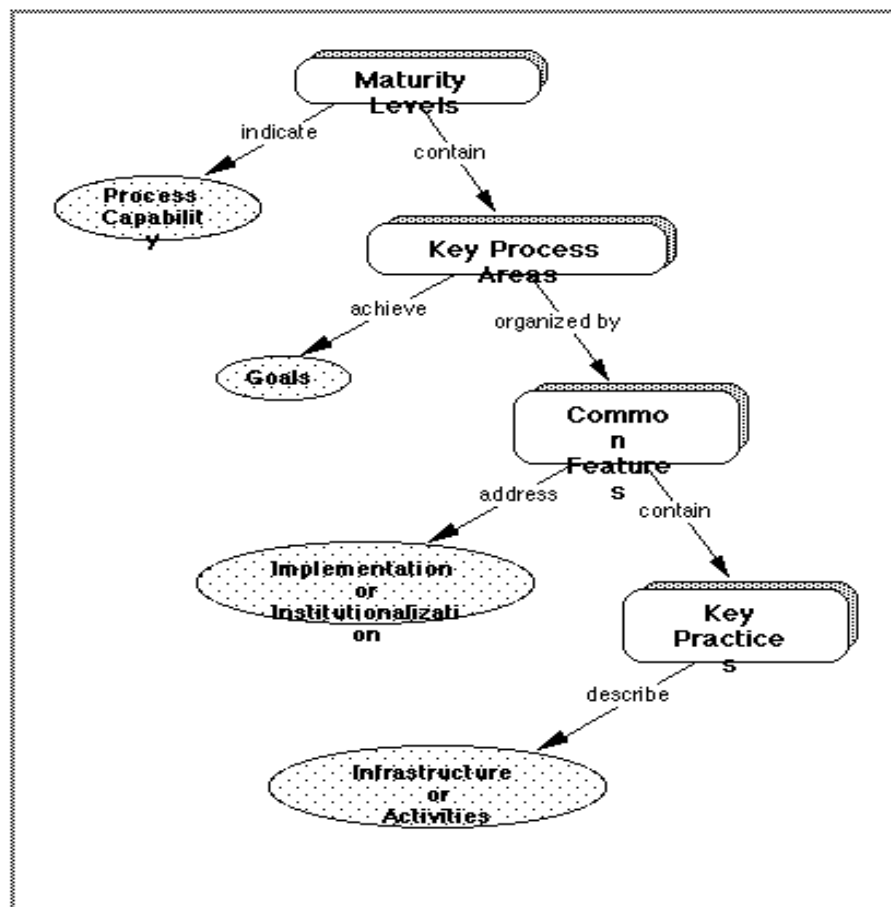 Maturity
Levels
indicate
contain
Process
Capabilit
y
Key Process
Areas
achieve
organized by
Goals
Commo
n
Feature
s
address
contain
Implementation
or
Institutionalizati
on
Key
Practice
s
describe
Infrastructure
or
Activities